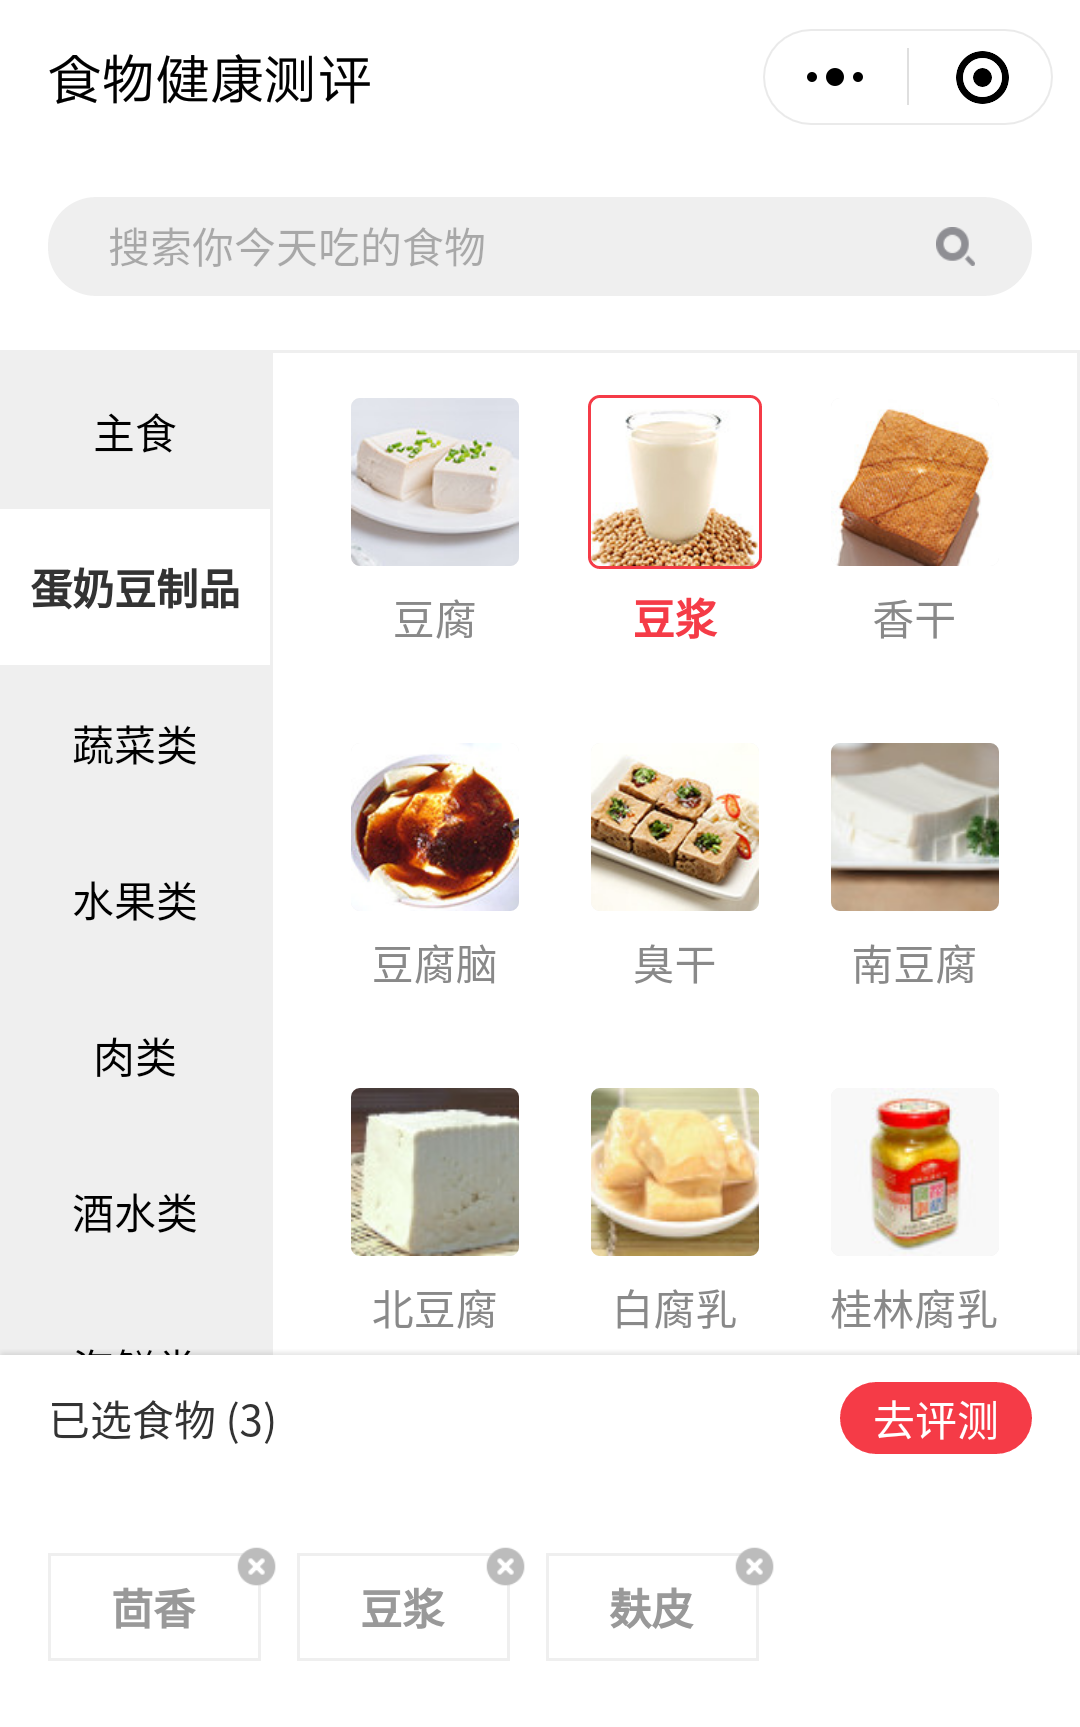 食物健康测评
搜索你今天吃的食物
主食
蛋奶豆制品
蔬菜类
水果类
肉类
酒水类
海鲜类
豆腐
豆浆
香干
豆腐脑
臭干
南豆腐
北豆腐
白腐乳
桂林腐乳
已选食物 (3)
去评测
茴香
豆浆
麸皮